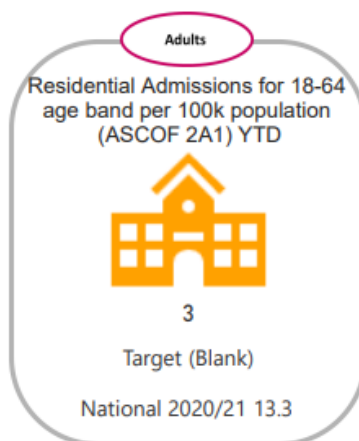 Adults
Residential Admissions for 18-64
age band per 100k population
(ASCOF 2A1) YTD
3
Target (Blank)
National 2020/21 13.3